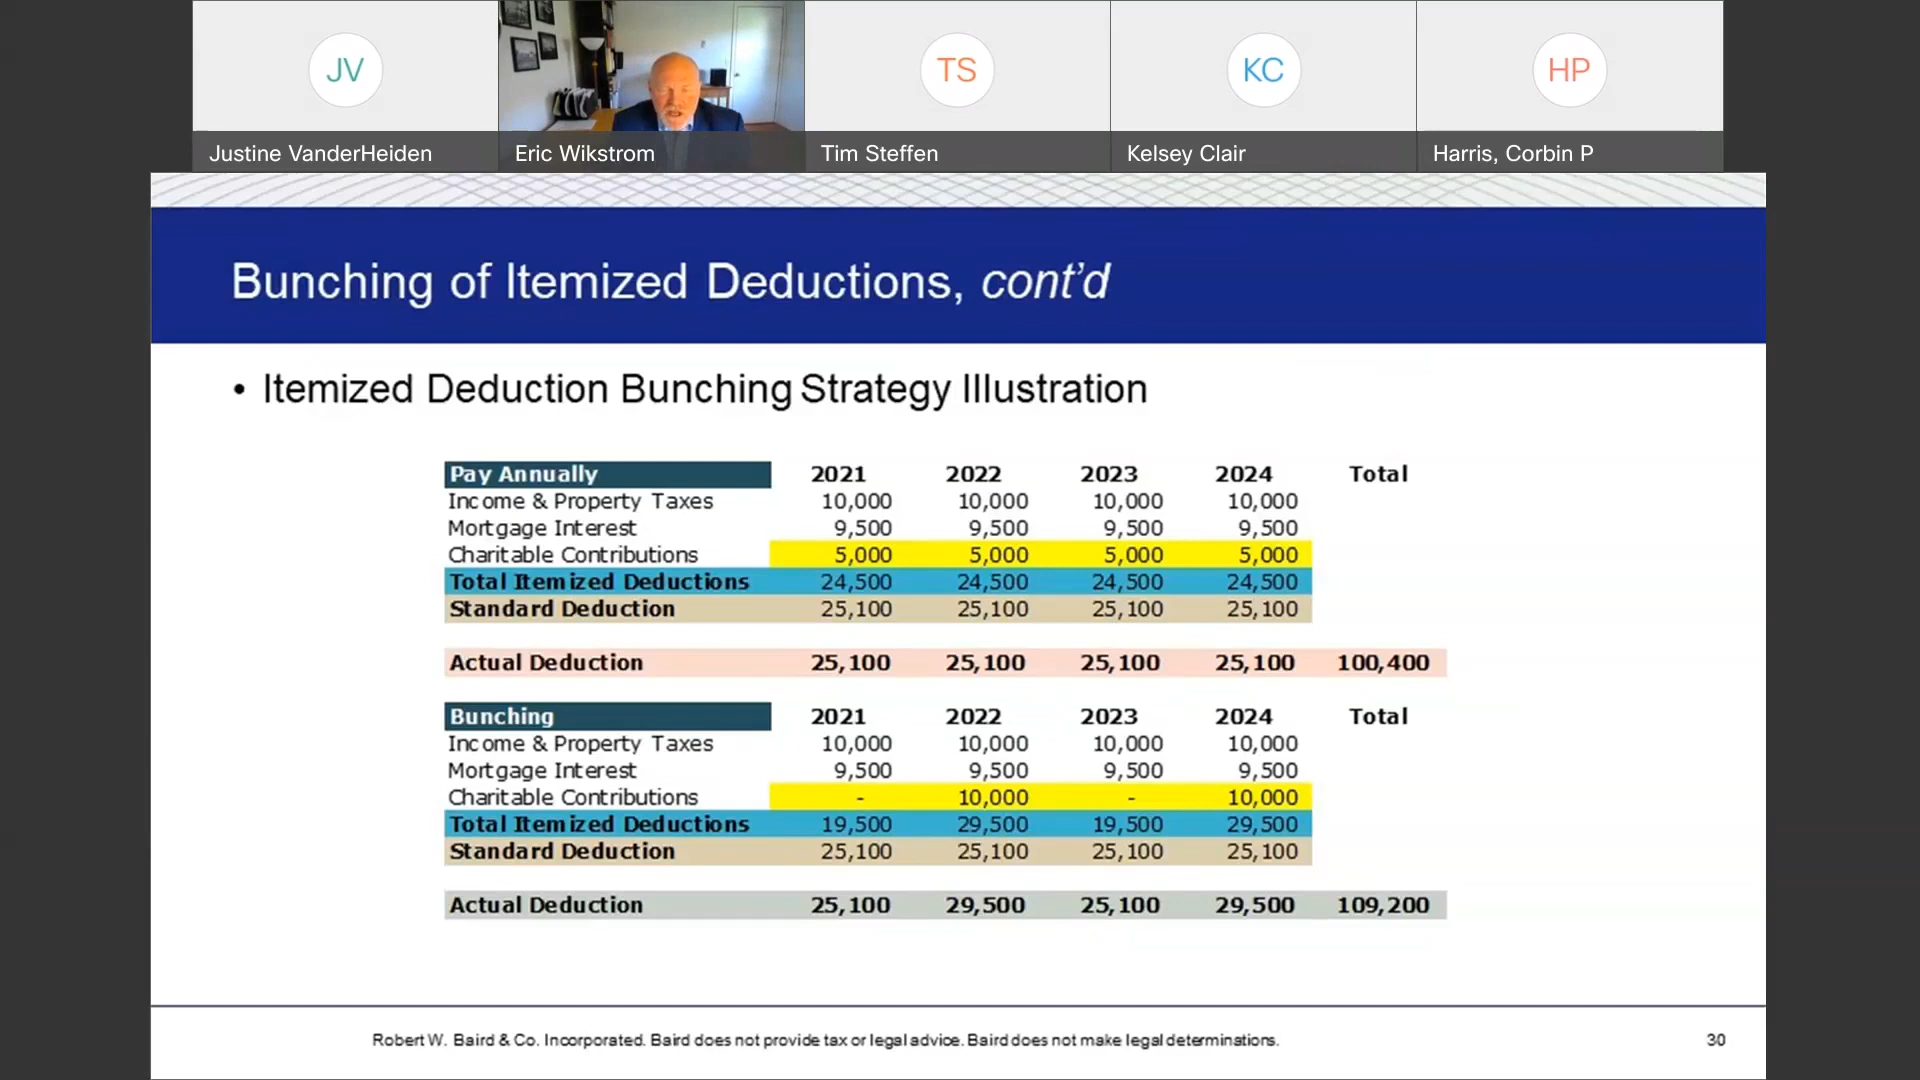 JV
TS
KC
HP
Justine VanderHeiden
Eric Wikstrom
Tim Steffen
Kelsey Clair
Harris, Corbin P
Bunching of Itemized Deductions, cont'd
• Itemized Deduction Bunching Strategy Illustration
Pay Annually 2021 2022 2023 2024 Total
Income & Property Taxes 10,000 10,000 10,000 10,000
Mortgage Interest 9,500 9,500 9,500 9,500
Charitable Contributions 5,000 5,000 5,000 5,000
Total Itemized Deductions 24,500 24,500 24,500 24,500
Standard Deduction 25,100 25,100 25,100 25,100
Actual Deduction 25,100 25,100 25,100 25,100 100,400
Bunching 2021 2022 2023 2024 Total
Income & Property Taxes 10,000 10,000 10,000 10,000
Mortgage Interest 9,500 9,500 9,500 9,500
Charitable Contributions - 10,000 - 10,000
Total Itemized Deductions 19,500 29,500 19,500 29,500
Standard Deduction 25,100 25,100 25,100 25,100
Actual Deduction 25,100 29,500 25,100 29,500 109,200
Robert W. Baird & Co. Incorporated. Baird does not provide tax or legal advice. Baird does not make legal determinations.
30